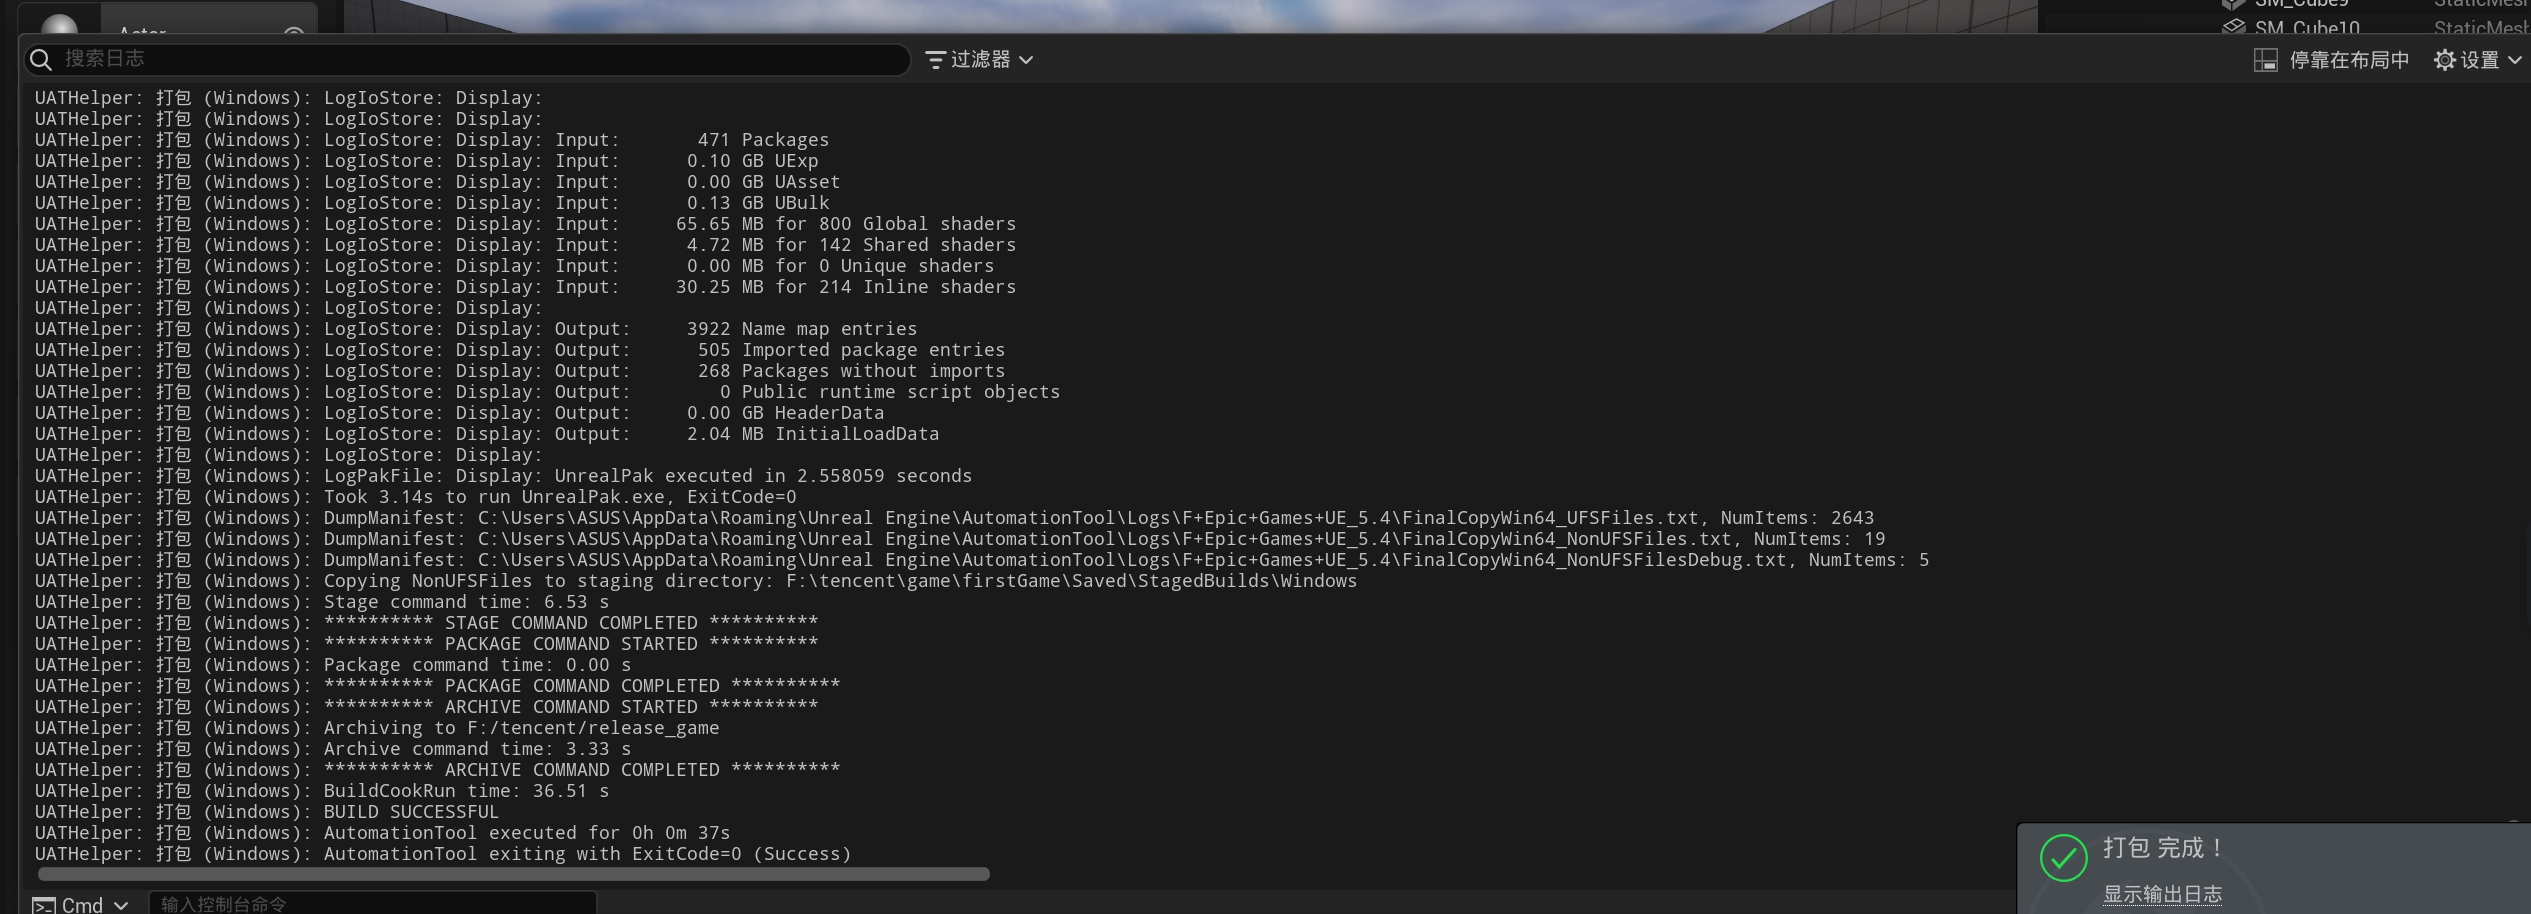 Actor
SM_Cube9 StaticMesh
SM_Cube10 StaticMesh
搜索日志 过滤器 停靠在布局中 设置
UATHelper: 打包 (Windows): LogIoStore: Display:
UATHelper: 打包 (Windows): LogIoStore: Display:
UATHelper: 打包 (Windows): LogIoStore: Display: Input: 471 Packages
UATHelper: 打包 (Windows): LogIoStore: Display: Input: 0.10 GB UExp
UATHelper: 打包 (Windows): LogIoStore: Display: Input: 0.00 GB UAsset
UATHelper: 打包 (Windows): LogIoStore: Display: Input: 0.13 GB UBulk
UATHelper: 打包 (Windows): LogIoStore: Display: Input: 65.65 MB for 800 Global shaders
UATHelper: 打包 (Windows): LogIoStore: Display: Input: 4.72 MB for 142 Shared shaders
UATHelper: 打包 (Windows): LogIoStore: Display: Input: 0.00 MB for 0 Unique shaders
UATHelper: 打包 (Windows): LogIoStore: Display: Input: 30.25 MB for 214 Inline shaders
UATHelper: 打包 (Windows): LogIoStore: Display:
UATHelper: 打包 (Windows): LogIoStore: Display: Output: 3922 Name map entries
UATHelper: 打包 (Windows): LogIoStore: Display: Output: 505 Imported package entries
UATHelper: 打包 (Windows): LogIoStore: Display: Output: 268 Packages without imports
UATHelper: 打包 (Windows): LogIoStore: Display: Output: 0 Public runtime script objects
UATHelper: 打包 (Windows): LogIoStore: Display: Output: 0.00 GB HeaderData
UATHelper: 打包 (Windows): LogIoStore: Display: Output: 2.04 MB InitialLoadData
UATHelper: 打包 (Windows): LogIoStore: Display:
UATHelper: 打包 (Windows): LogPakFile: Display: UnrealPak executed in 2.558059 seconds
UATHelper: 打包 (Windows): Took 3.14s to run UnrealPak.exe, ExitCode=0
UATHelper: 打包 (Windows): DumpManifest: C:\Users\ASUS\AppData\Roaming\Unreal Engine\AutomationTool\Logs\F+Epic+Games+UE_5.4\FinalCopyWin64_UFSFiles.txt, NumItems: 2643
UATHelper: 打包 (Windows): DumpManifest: C:\Users\ASUS\AppData\Roaming\Unreal Engine\AutomationTool\Logs\F+Epic+Games+UE_5.4\FinalCopyWin64_NonUFSFiles.txt, NumItems: 19
UATHelper: 打包 (Windows): DumpManifest: C:\Users\ASUS\AppData\Roaming\Unreal Engine\AutomationTool\Logs\F+Epic+Games+UE_5.4\FinalCopyWin64_NonUFSFilesDebug.txt, NumItems: 5
UATHelper: 打包 (Windows): Copying NonUFSFiles to staging directory: F:\tencent\game\firstGame\Saved\StagedBuilds\Windows
UATHelper: 打包 (Windows): Stage command time: 6.53 s
UATHelper: 打包 (Windows): ********** STAGE COMMAND COMPLETED **********
UATHelper: 打包 (Windows): ********** PACKAGE COMMAND STARTED **********
UATHelper: 打包 (Windows): Package command time: 0.00 s
UATHelper: 打包 (Windows): ********** PACKAGE COMMAND COMPLETED **********
UATHelper: 打包 (Windows): ********** ARCHIVE COMMAND STARTED **********
UATHelper: 打包 (Windows): Archiving to F:/tencent/release_game
UATHelper: 打包 (Windows): Archive command time: 3.33 s
UATHelper: 打包 (Windows): ********** ARCHIVE COMMAND COMPLETED **********
UATHelper: 打包 (Windows): BuildCookRun time: 36.51 s
UATHelper: 打包 (Windows): BUILD SUCCESSFUL
UATHelper: 打包 (Windows): AutomationTool executed for 0h 0m 37s
UATHelper: 打包 (Windows): AutomationTool exiting with ExitCode=0 (Success)
打包 完成！
显示输出日志
Cmd 输入控制台命令